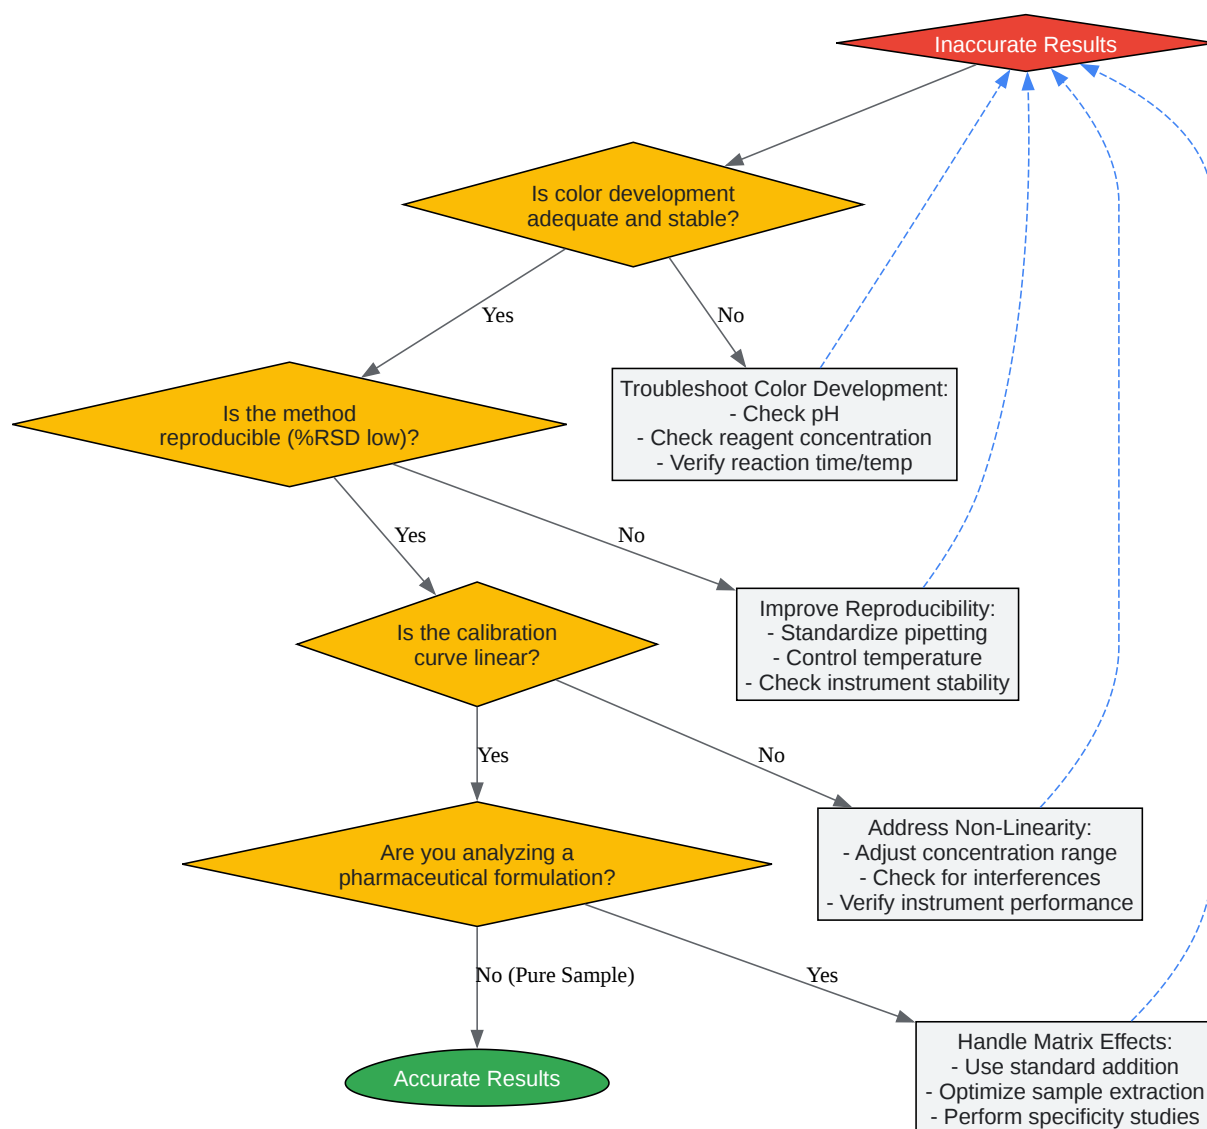 Inaccurate Results
Is color development
adequate and stable?
Yes
No
Is the method
reproducible (%RSD low)?
Troubleshoot Color Development:
- Check pH
- Check reagent concentration
- Verify reaction time/temp
Yes
No
Is the calibration
curve linear?
Improve Reproducibility:
- Standardize pipetting
- Control temperature
- Check instrument stability
Yes
No
Are you analyzing a
pharmaceutical formulation?
Address Non-Linearity:
- Adjust concentration range
- Check for interferences
- Verify instrument performance
No (Pure Sample)
Yes
Accurate Results
Handle Matrix Effects:
- Use standard addition
- Optimize sample extraction
- Perform specificity studies